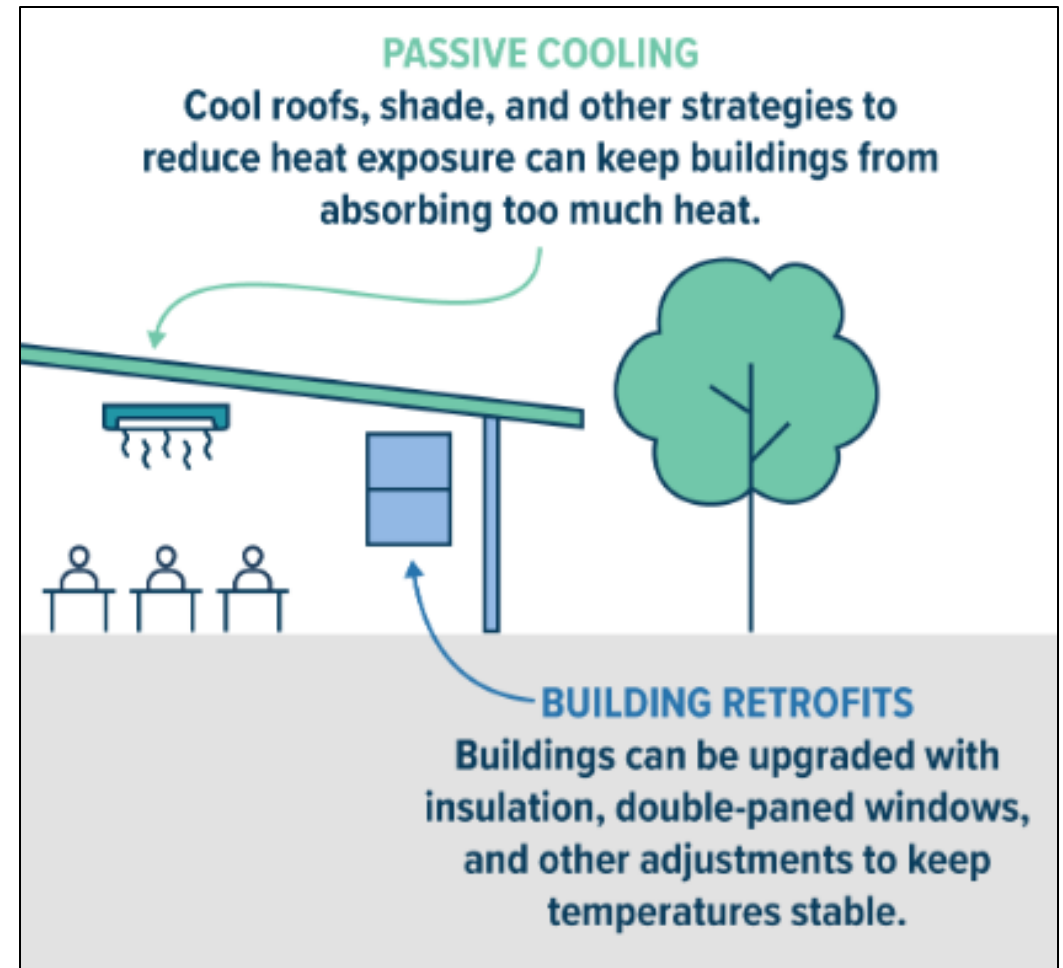 PASSIVE COOLING
Cool roofs, shade, and other strategies to
reduce heat exposure can keep buildings from
absorbing too much heat.
BUILDING RETROFITS
Buildings can be upgraded with
insulation, double-paned windows,
and other adjustments to keep
temperatures stable.